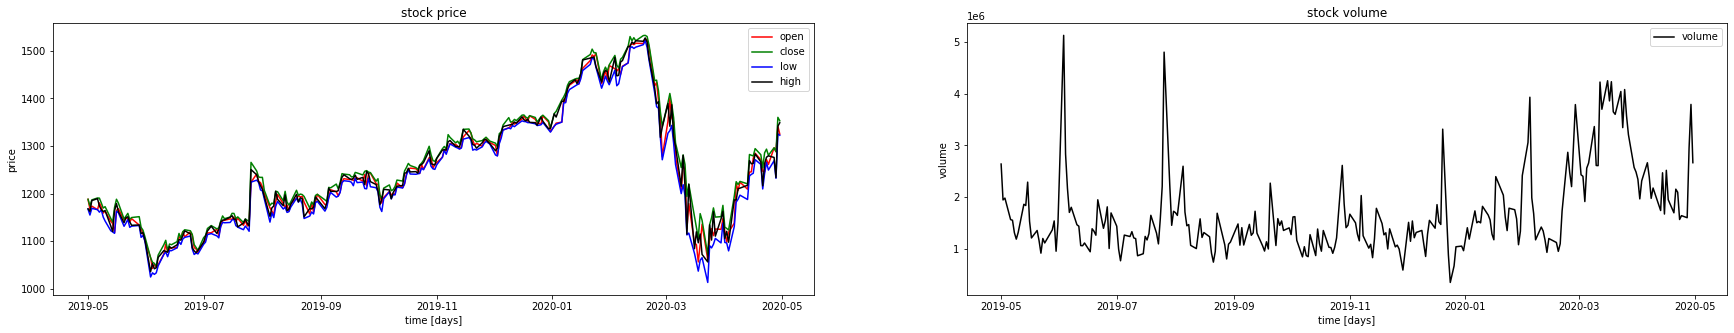 stock price
price
1500
1400
1300
1200
1100
1000
2019-05 2019-07 2019-09 2019-11 2020-01 2020-03 2020-05
time [days]
open
close
low
high
stock volume
1e6
volume
5
4
3
2
1
2019-05 2019-07 2019-09 2019-11 2020-01 2020-03 2020-05
time [days]
volume